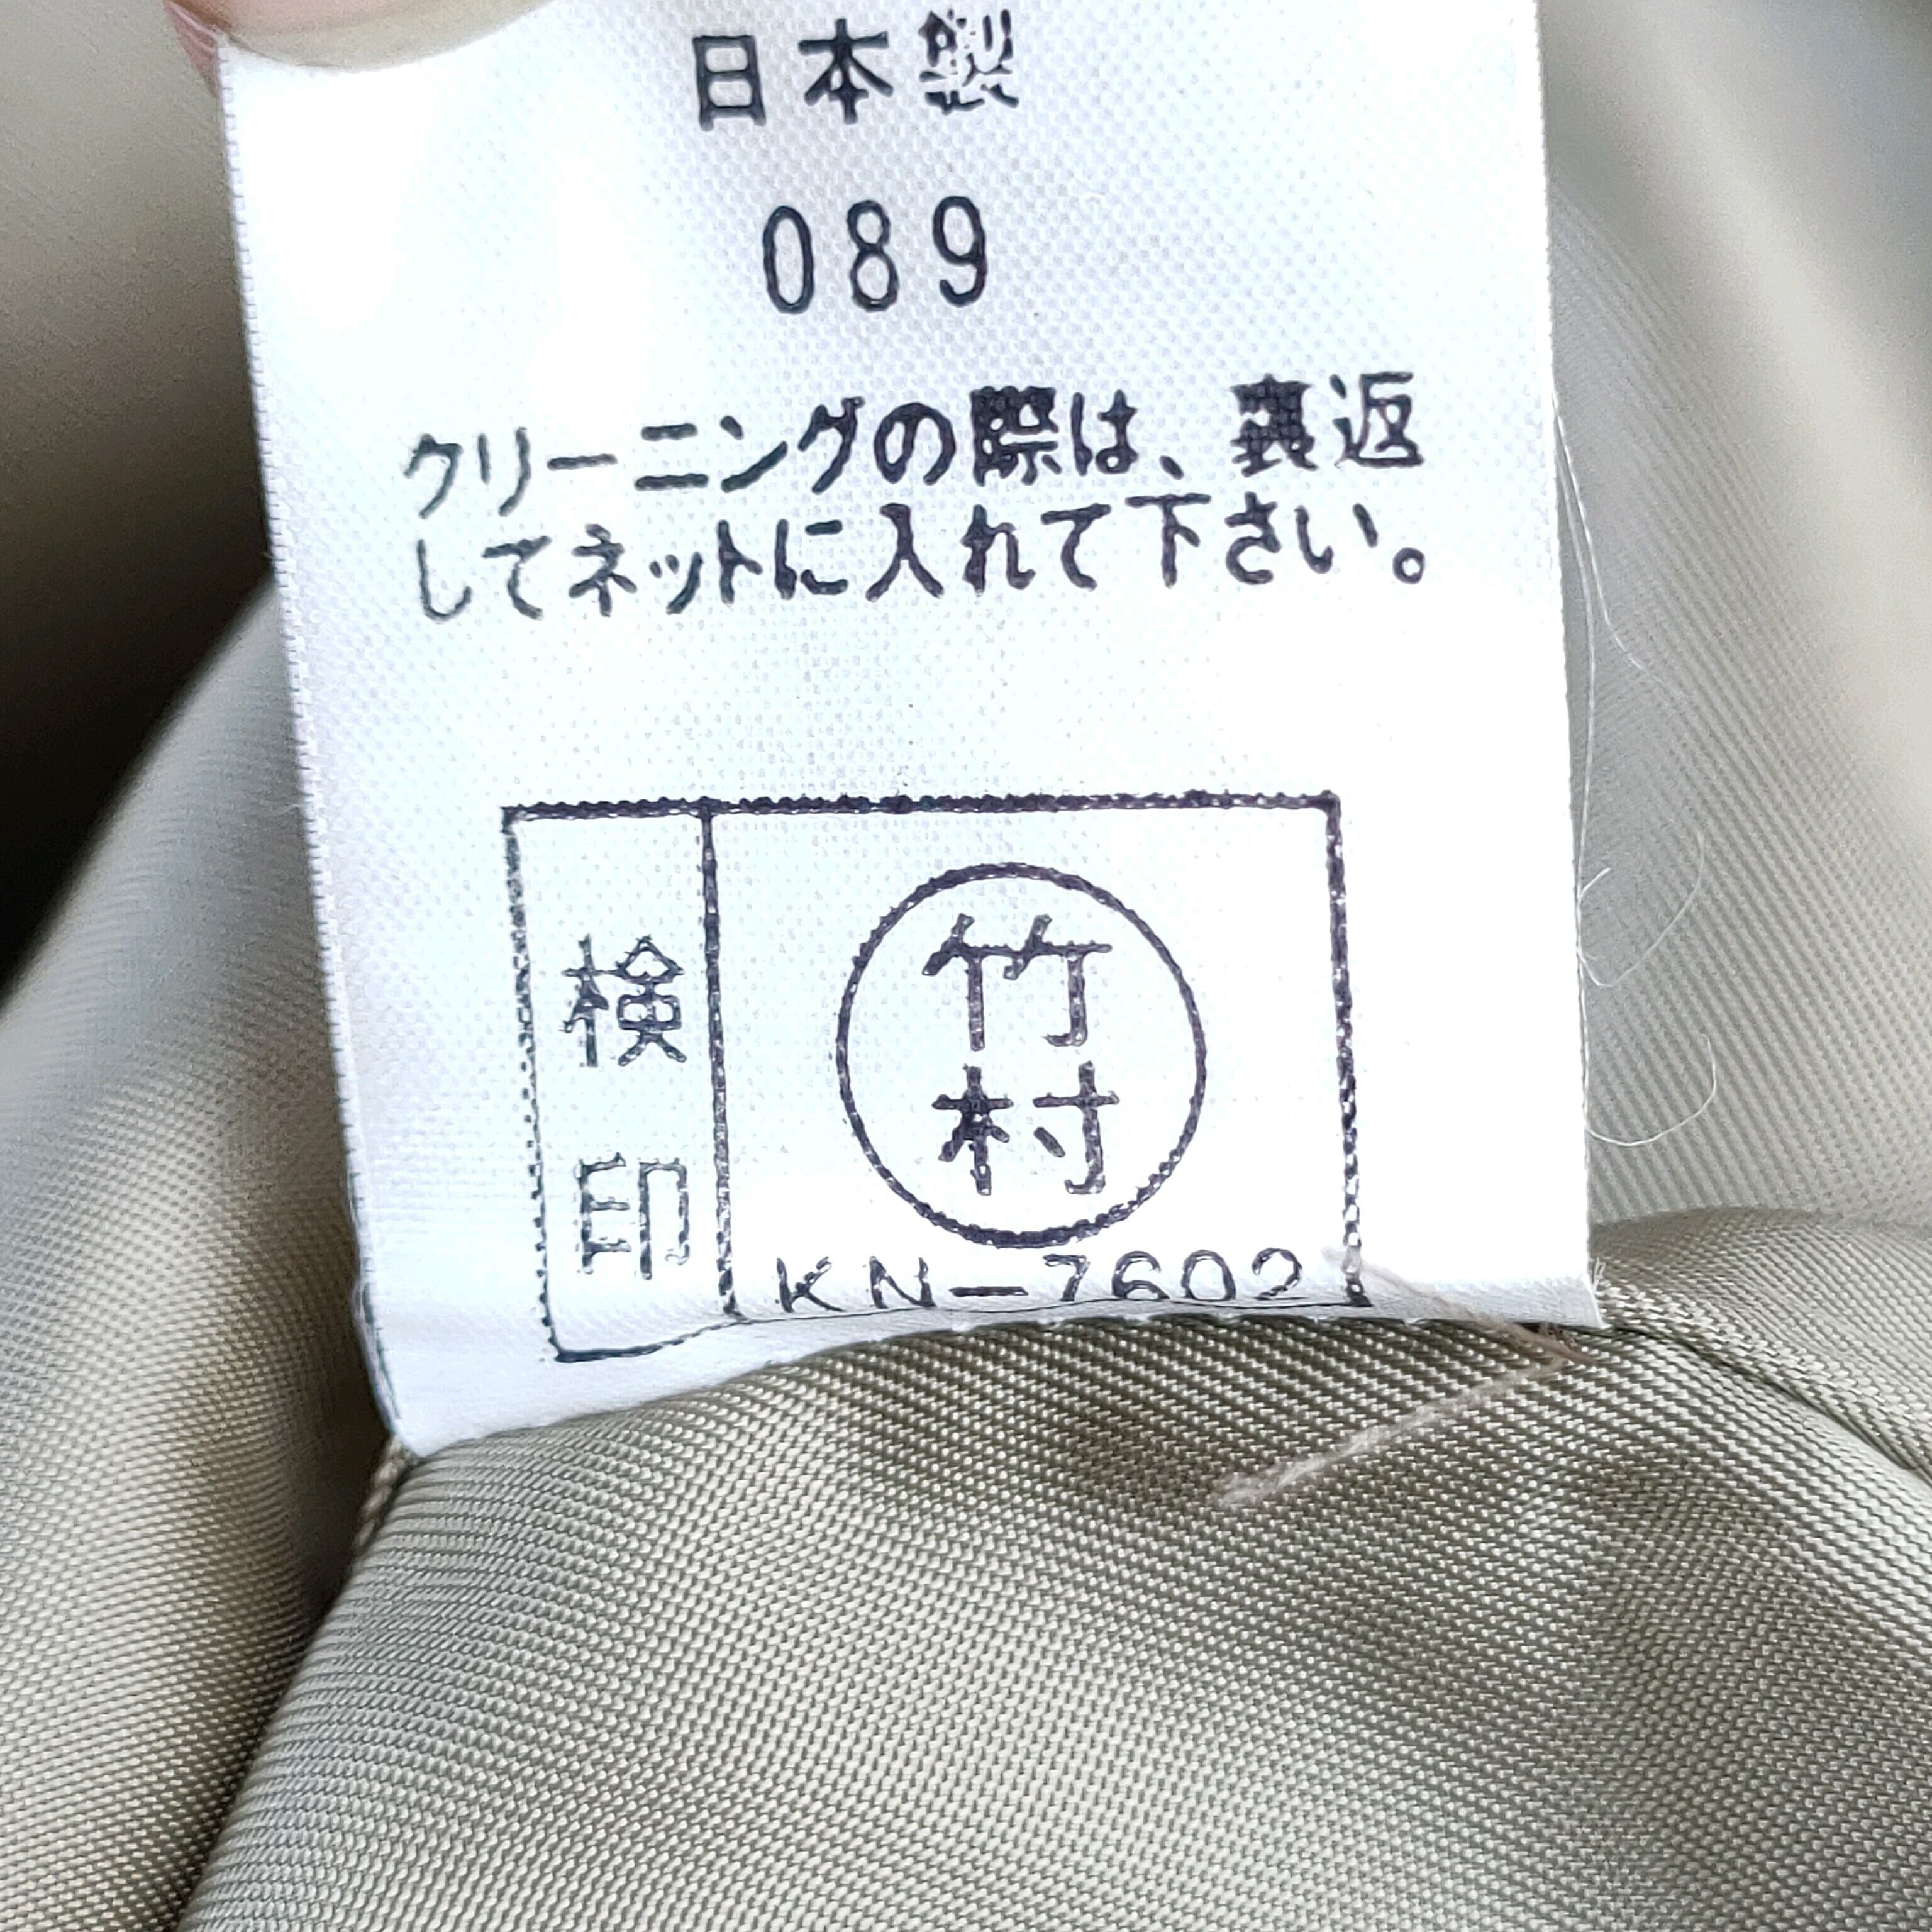 日本製
089
クリーニングの際は、裏返
してネットに入れて下さい。
検印
竹村
KN-7602